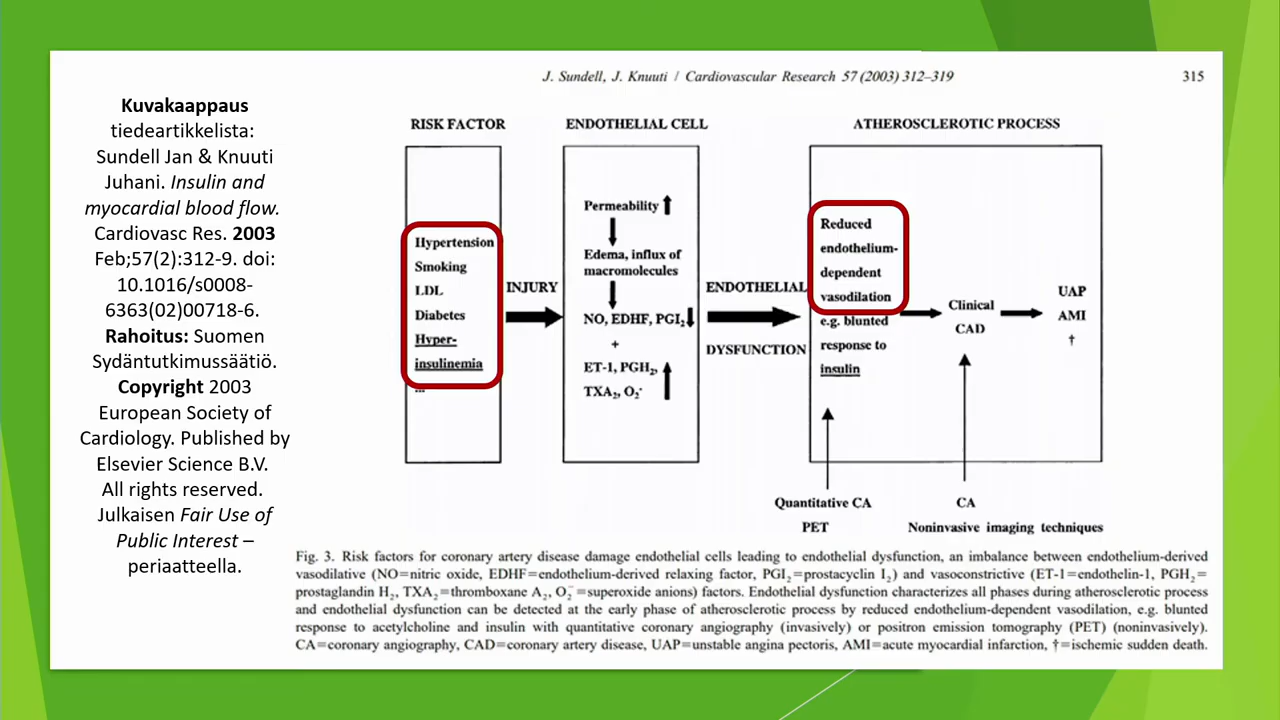 Kuvakaappaus
tiedeartikkelista:
Sundell Jan & Knuuti
Juhani. Insulin and
myocardial blood flow.
Cardiovasc Res. 2003
Feb;57(2):312-9. doi:
10.1016/s0008-
6363(02)00718-6.
Rahoitus: Suomen
Sydäntutkimussäätiö.
Copyright 2003
European Society of
Cardiology. Published by
Elsevier Science B.V.
All rights reserved.
Julkaisen Fair Use of
Public Interest –
periaatteella.
J. Sundell, J. Knuuti / Cardiovascular Research 57 (2003) 312–319
315
RISK FACTOR
Hypertension
Smoking
LDL
Diabetes
Hyper-
insulinemia
...
INJURY
ENDOTHELIAL CELL
Permeability
Edema, influx of
macromolecules
NO, EDHF, PGI₂
+
ET-1, PGH₂,
TXA₂, O₂⁻
ENDOTHELIAL
DYSFUNCTION
ATHEROSCLEROTIC PROCESS
Reduced
endothelium-
dependent
vasodilation
e.g. blunted
response to
insulin
Clinical
CAD
UAP
AMI
†
Quantitative CA
PET
CA
Noninvasive imaging techniques
Fig. 3. Risk factors for coronary artery disease damage endothelial cells leading to endothelial dysfunction, an imbalance between endothelium-derived
vasodilative (NO=nitric oxide, EDHF=endothelium-derived relaxing factor, PGI₂=prostacyclin I₂) and vasoconstrictive (ET-1=endothelin-1, PGH₂=
prostaglandin H₂, TXA₂=thromboxane A₂, O₂⁻=superoxide anions) factors. Endothelial dysfunction characterizes all phases during atherosclerotic process
and endothelial dysfunction can be detected at the early phase of atherosclerotic process by reduced endothelium-dependent vasodilation, e.g. blunted
response to acetylcholine and insulin with quantitative coronary angiography (invasively) or positron emission tomography (PET) (noninvasively).
CA=coronary angiography, CAD=coronary artery disease, UAP=unstable angina pectoris, AMI=acute myocardial infarction, †=ischemic sudden death.